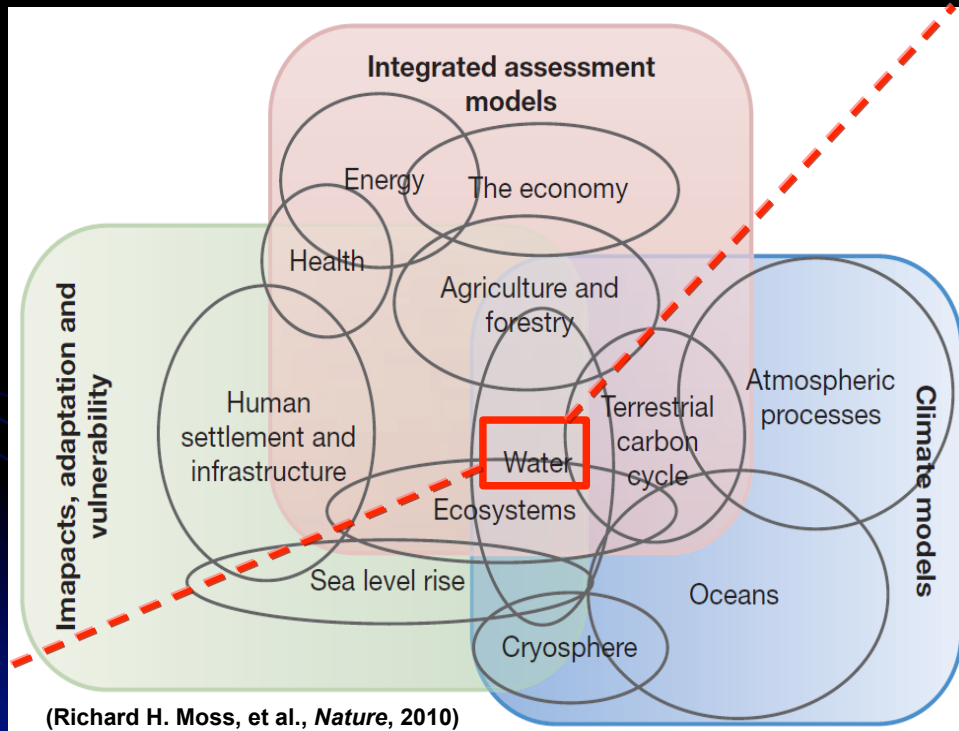 Integrated assessment
models
Energy
The economy
Health
Agriculture and
forestry
Imapacts, adaptation and
vulnerability
Human
settlement and
infrastructure
Water
Terrestrial
carbon
cycle
Atmospheric
processes
Climate models
Ecosystems
Sea level rise
Oceans
Cryosphere
(Richard H. Moss, et al., Nature, 2010)